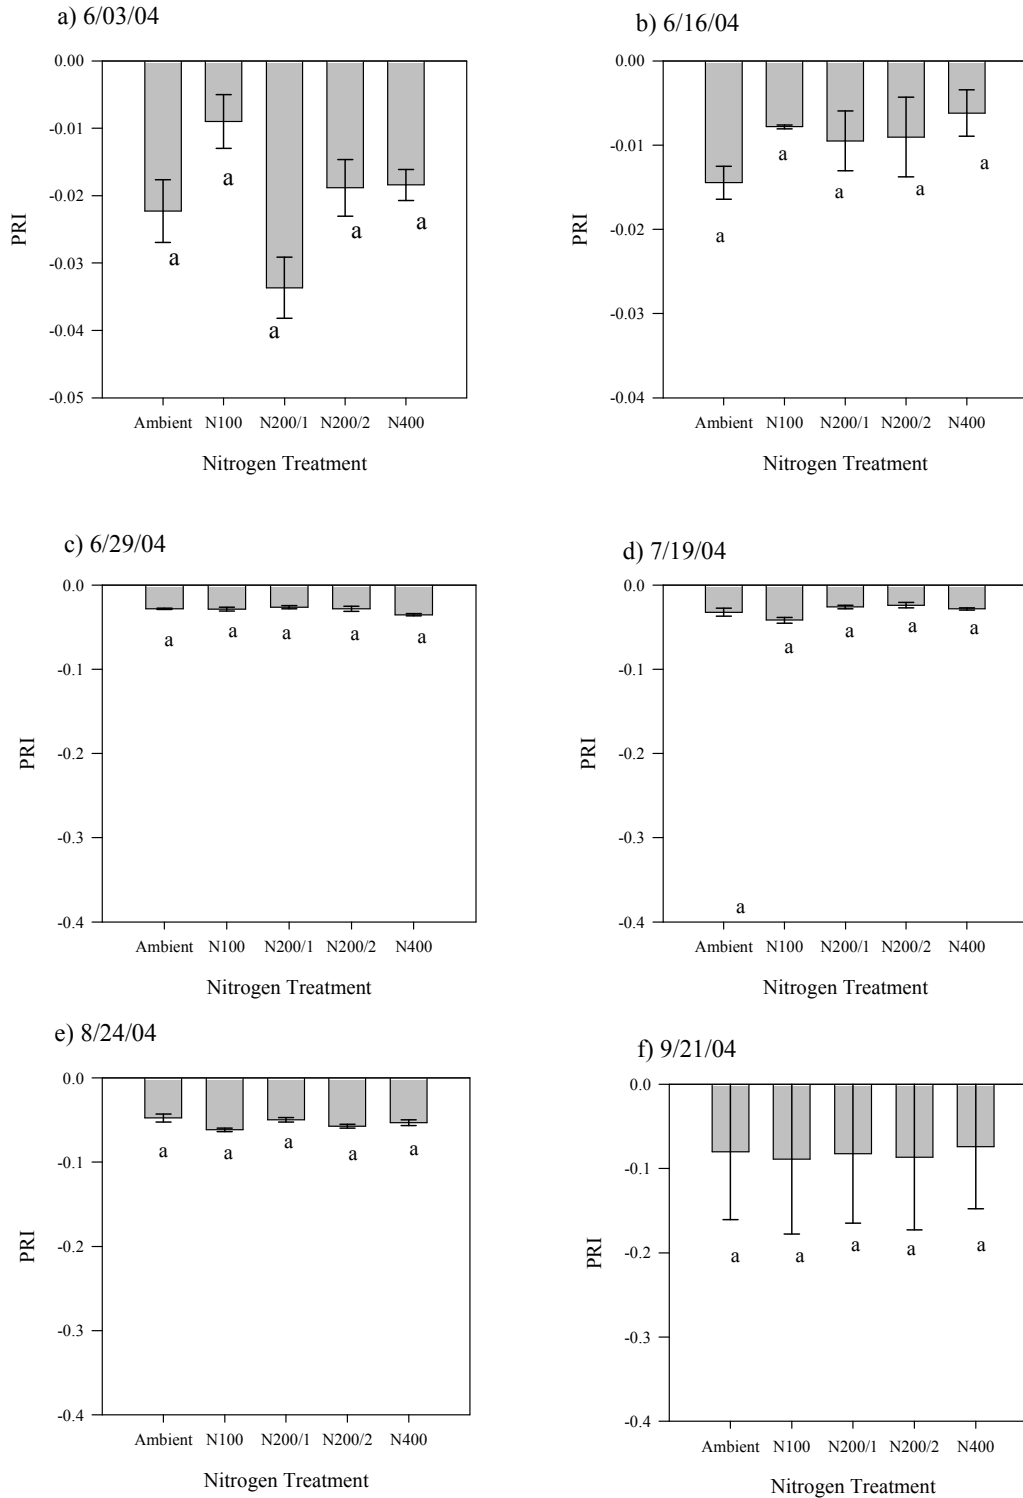 a) 6/03/04
0.00
-0.01
-0.02
-0.03
-0.04
-0.05
PRI
a
a
a
a
a
Ambient N100 N200/1 N200/2 N400
Nitrogen Treatment
b) 6/16/04
0.00
-0.01
-0.02
-0.03
-0.04
PRI
a
a
a
a
a
Ambient N100 N200/1 N200/2 N400
Nitrogen Treatment
c) 6/29/04
0.0
-0.1
-0.2
-0.3
-0.4
PRI
a
a
a
a
a
Ambient N100 N200/1 N200/2 N400
Nitrogen Treatment
d) 7/19/04
0.0
-0.1
-0.2
-0.3
-0.4
PRI
a
a
a
a
a
Ambient N100 N200/1 N200/2 N400
Nitrogen Treatment
e) 8/24/04
0.0
-0.1
-0.2
-0.3
-0.4
PRI
a
a
a
a
a
Ambient N100 N200/1 N200/2 N400
Nitrogen Treatment
f) 9/21/04
0.0
-0.1
-0.2
-0.3
-0.4
PRI
a
a
a
a
a
Ambient N100 N200/1 N200/2 N400
Nitrogen Treatment